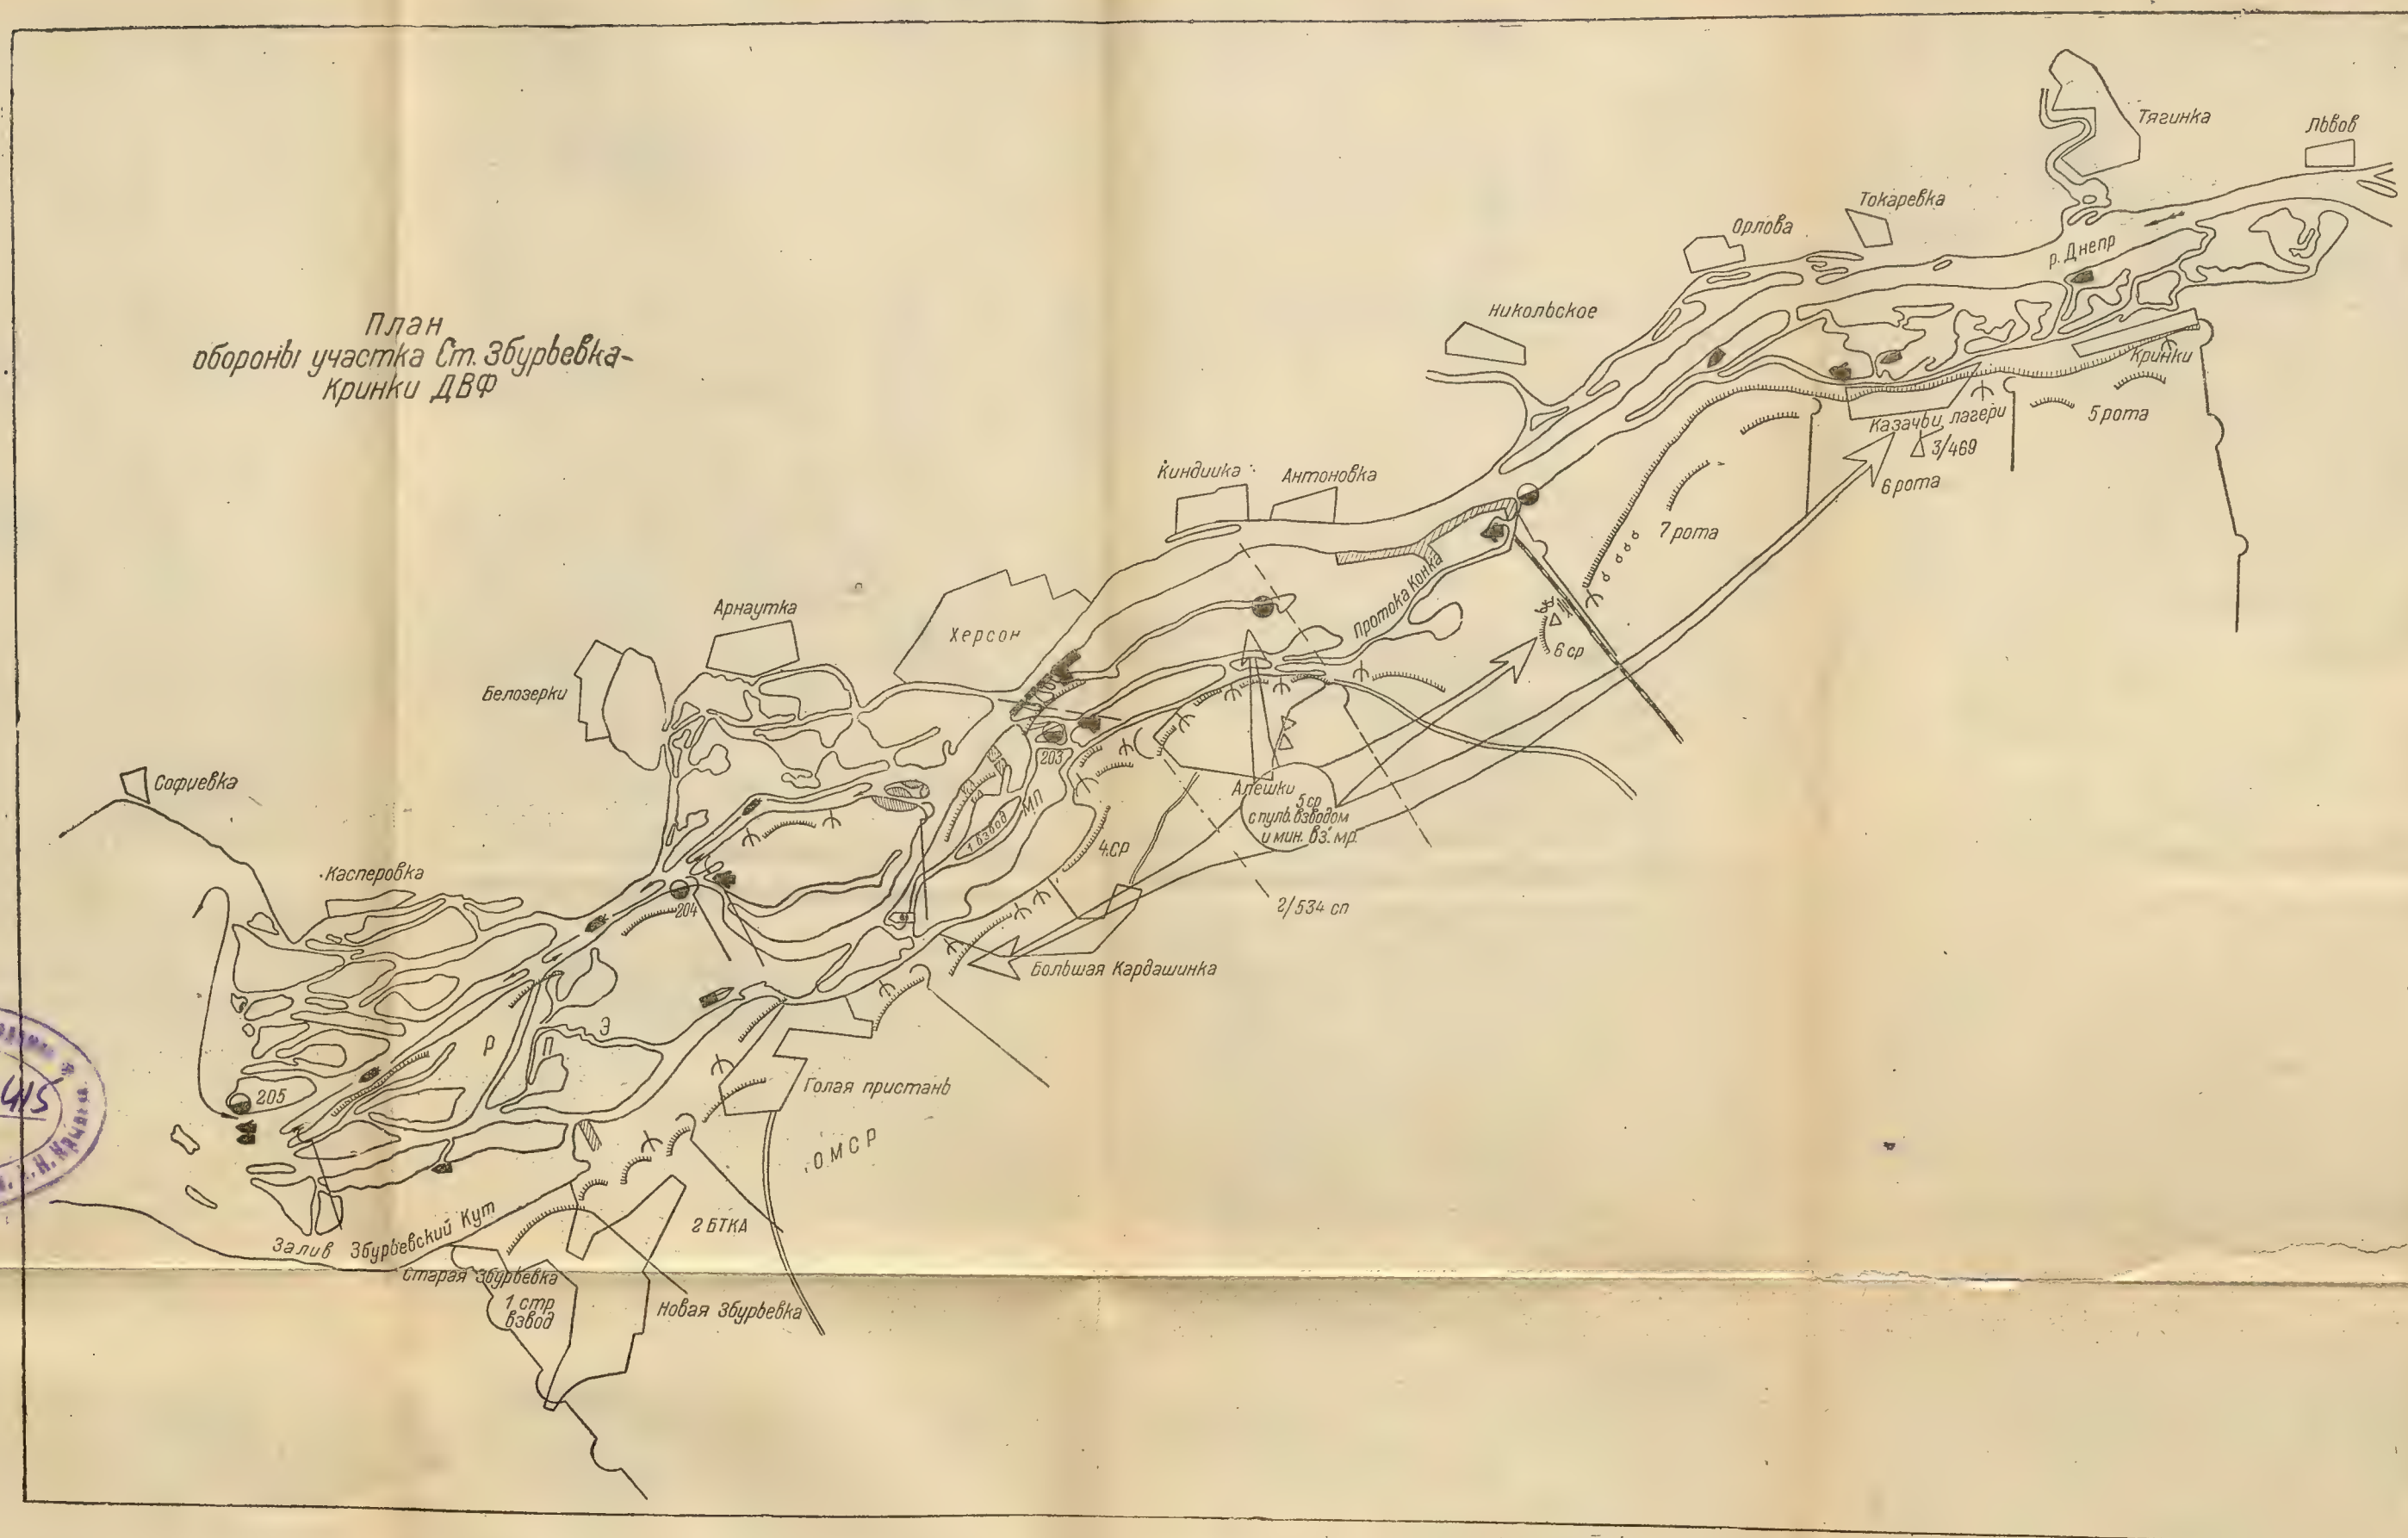 План
обороны участка Ст. Збурьевка-
Кринки ДВФ
Тягинка
Львов
Токаревка
Орлова
р. Днепр
Никольское
Кринки
Казачьи лагери
5 рота
3/469
6 рота
7 рота
Киндийка
Антоновка
Протока Конка
6 ср
Арнаутка
Херсон
Белозерки
203
Софиевка
Алешки
5 ср
с пульв.взводом
и мин. вз. мр.
МП
1 взвод
4.СР
Касперовка
204
2/534 сп
Большая Кардашинка
Р
П
Э
205
Голая пристань
ОМСР
415
Залив Збурьевский Кут
2 БТКА
Старая Збурьевка
1 стр
взвод
Новая Збурьевка